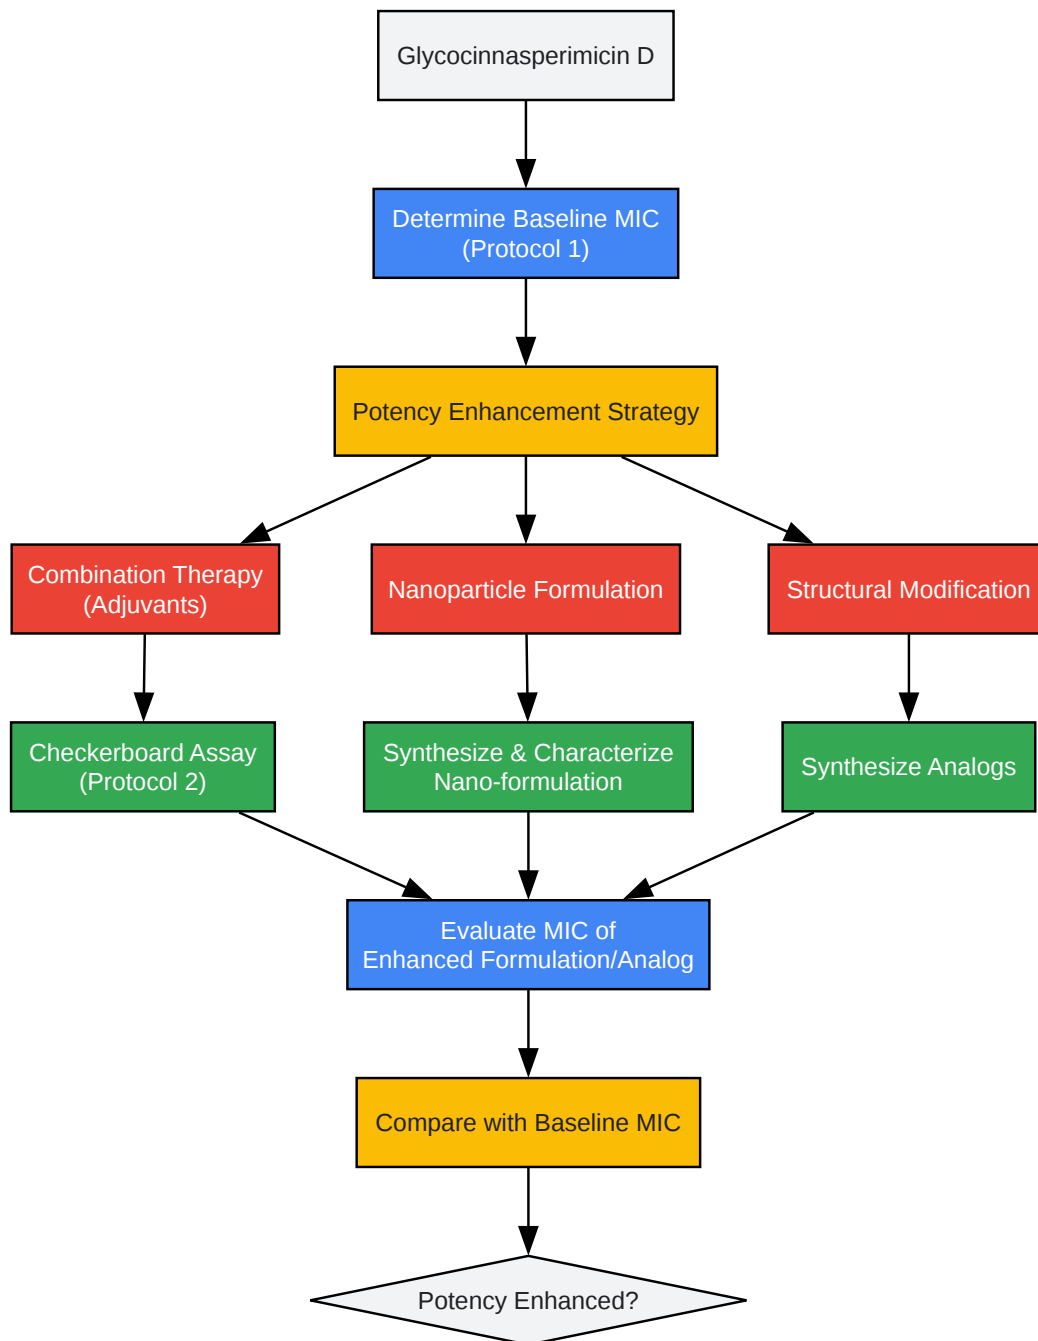 Glycocinnasperimicin D
Determine Baseline MIC
(Protocol 1)
Potency Enhancement Strategy
Combination Therapy
(Adjuvants)
Nanoparticle Formulation
Structural Modification
Checkerboard Assay
(Protocol 2)
Synthesize & Characterize
Nano-formulation
Synthesize Analogs
Evaluate MIC of
Enhanced Formulation/Analog
Compare with Baseline MIC
Potency Enhanced?